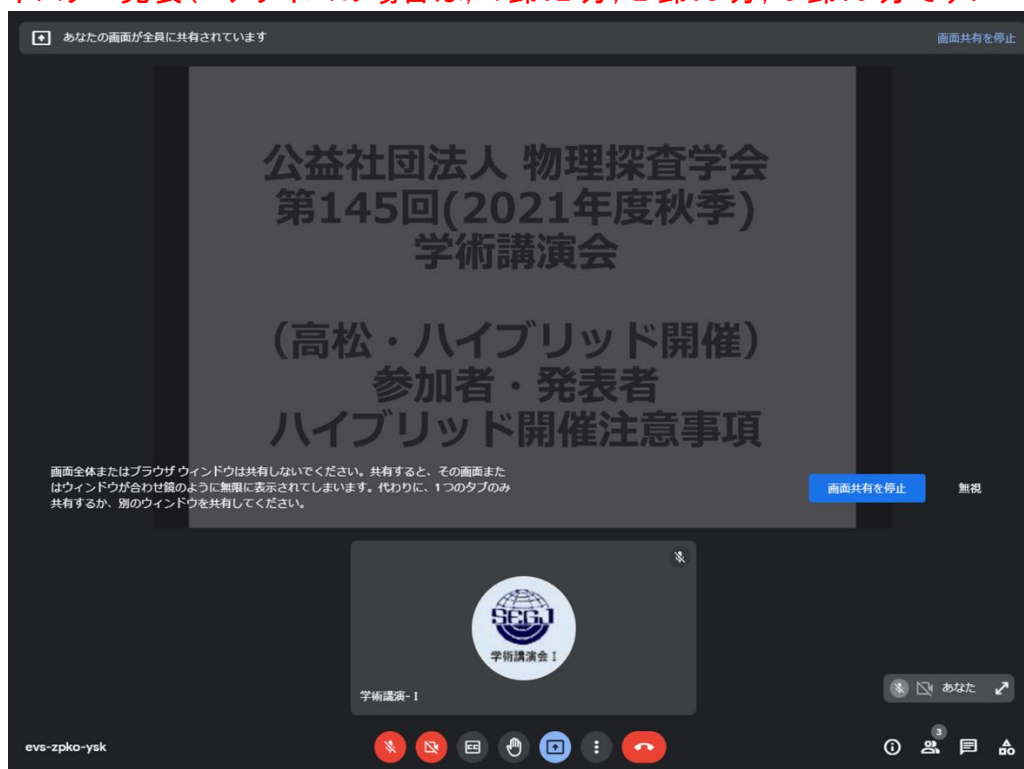 あなたの画面が全員に共有されています
画面共有を停止
公益社団法人 物理探査学会
第145回(2021年度秋季)
学術講演会
（高松・ハイブリッド開催）
参加者・発表者
ハイブリッド開催注意事項
画面全体またはブラウザ ウィンドウは共有しないでください。共有すると、その画面また
はウィンドウが合わせ鏡のように無限に表示されてしまいます。代わりに、1 つのタブのみ
共有するか、別のウィンドウを共有してください。
画面共有を停止
無視
SEGJ
学術講演会 I
学術講演- I
あなた
evs-zpko-ysk
3